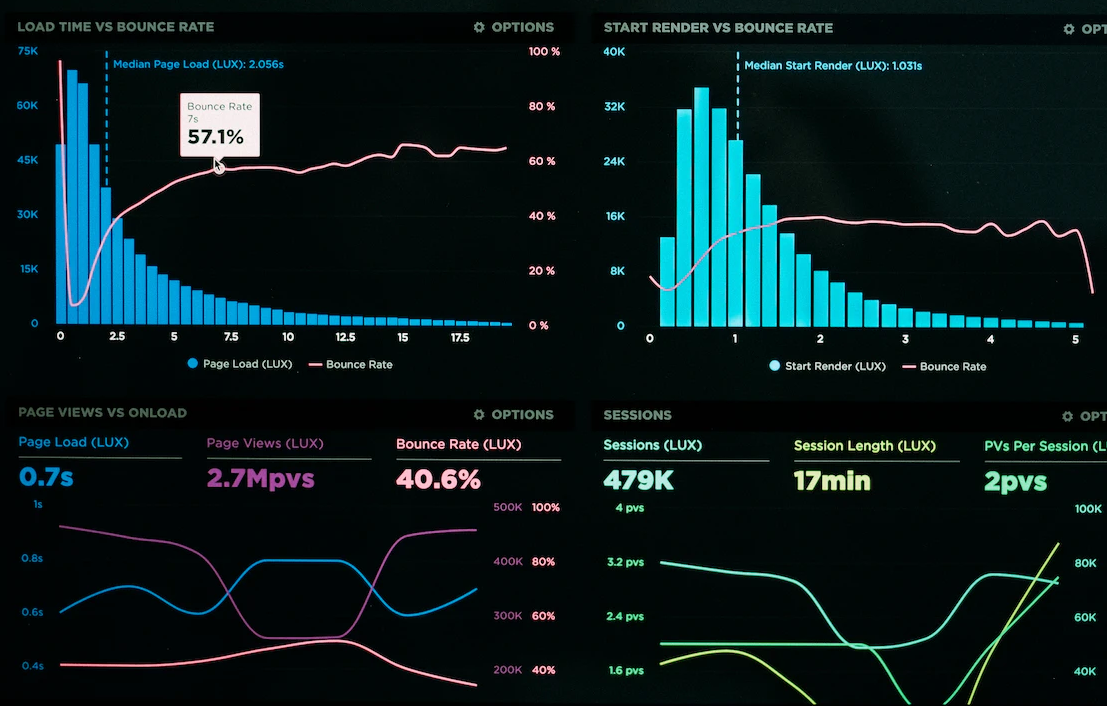 LOAD TIME VS BOUNCE RATE
OPTIONS
75K
60K
45K
30K
15K
0
100 %
80 %
60 %
40 %
20 %
0 %
Median Page Load (LUX): 2.056s
Bounce Rate
7s
57.1%
0 2.5 5 7.5 10 12.5 15 17.5
Page Load (LUX) Bounce Rate
START RENDER VS BOUNCE RATE
OPT
40K
32K
24K
16K
8K
0
Median Start Render (LUX): 1.031s
0 1 2 3 4 5
Start Render (LUX) Bounce Rate
PAGE VIEWS VS ONLOAD
OPTIONS
Page Load (LUX)
0.7s
Page Views (LUX)
2.7Mpvs
Bounce Rate (LUX)
40.6%
1s
0.8s
0.6s
0.4s
500K 100%
400K 80%
300K 60%
200K 40%
SESSIONS
OPT
Sessions (LUX)
479K
Session Length (LUX)
17min
PVs Per Session (L
2pvs
4 pvs
3.2 pvs
2.4 pvs
1.6 pvs
100K
80K
60K
40K